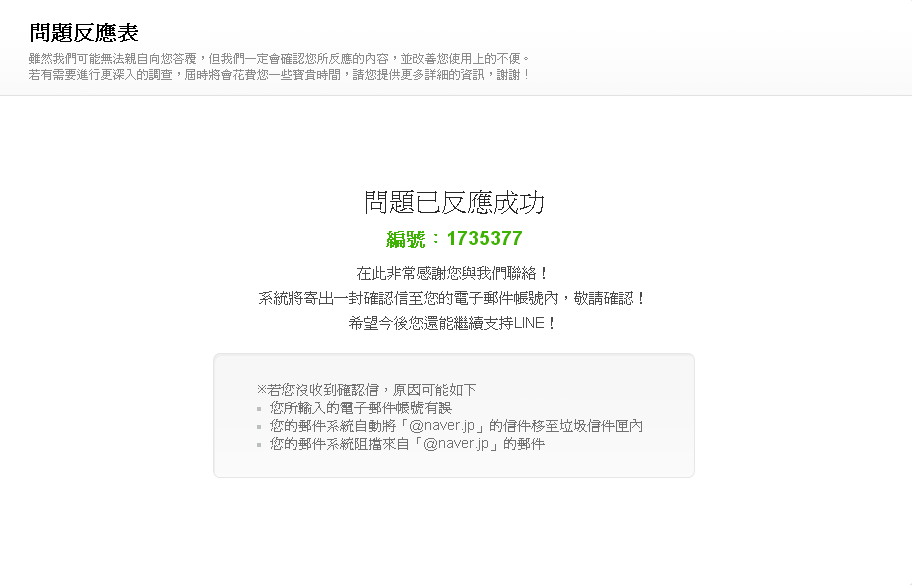 問題反應表
雖然我們可能無法親自向您答覆，但我們一定會確認您所反應的內容，並改善您使用上的不便。
若有需要進行更深入的調查，屆時將會花費您一些寶貴時間，請您提供更多詳細的資訊，謝謝！
問題已反應成功
編號：1735377
在此非常感謝您與我們聯絡！
系統將寄出一封確認信至您的電子郵件帳號內，敬請確認！
希望今後您還能繼續支持LINE！
※若您沒收到確認信，原因可能如下
您所輸入的電子郵件帳號有誤
您的郵件系統自動將「@naver.jp」的信件移至垃圾信件匣內
您的郵件系統阻擋來自「@naver.jp」的郵件